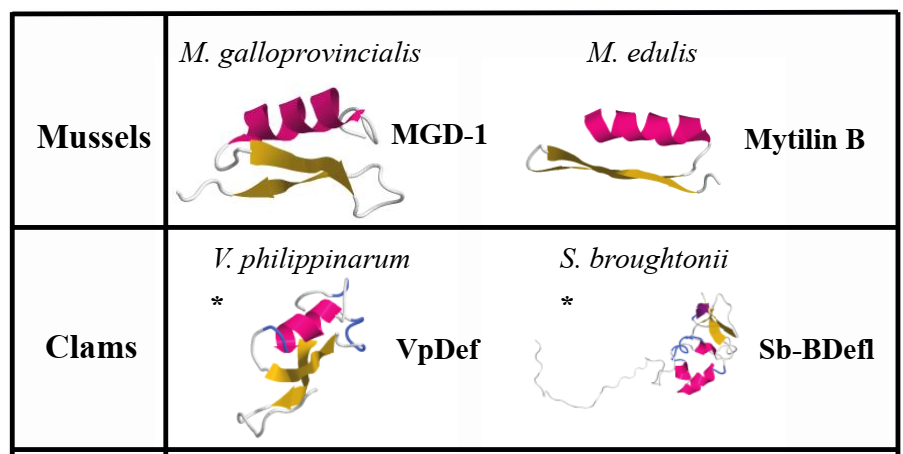 M. galloprovincialis
M. edulis
Mussels
MGD-1
Mytilin B
V. philippinarum
S. broughtonii
*
*
Clams
VpDef
Sb-BDefl